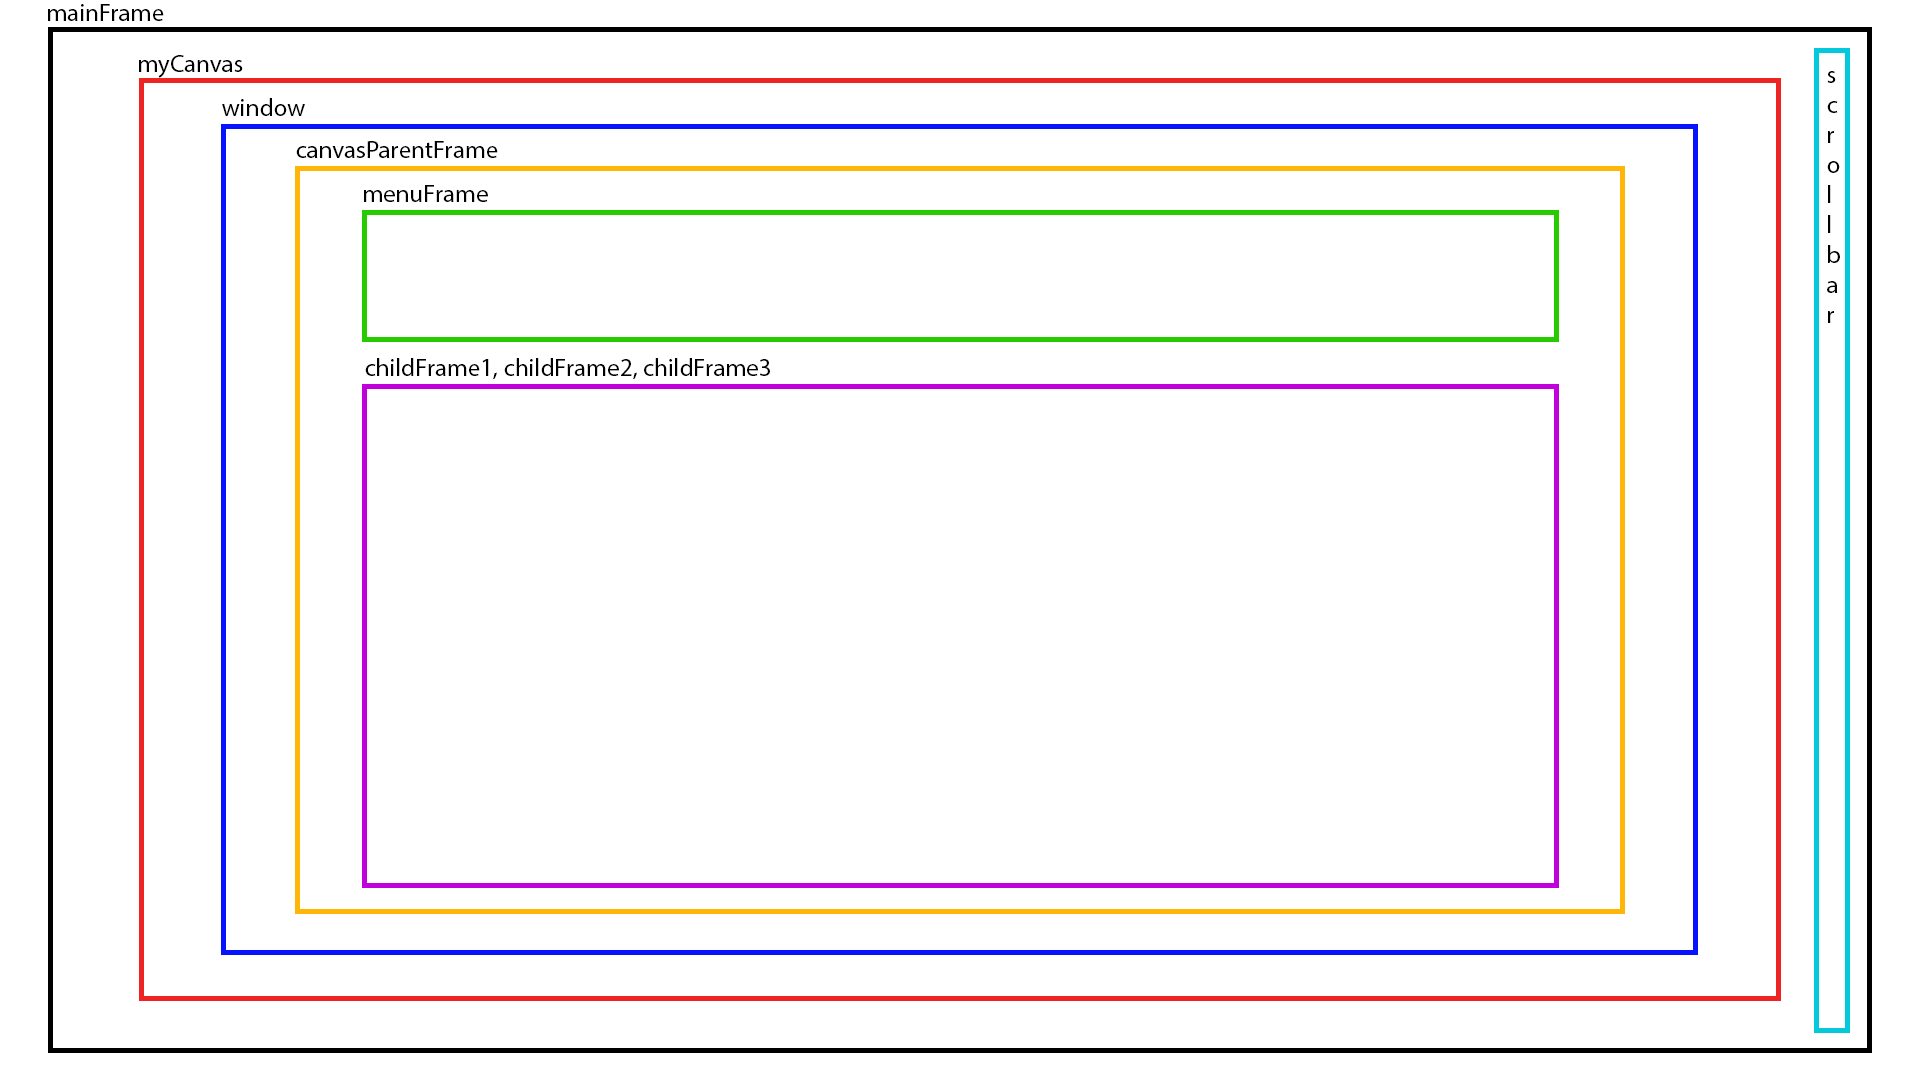 mainFrame
myCanvas
window
canvasParentFrame
menuFrame
childFrame1, childFrame2, childFrame3
s
c
r
o
l
l
b
a
r